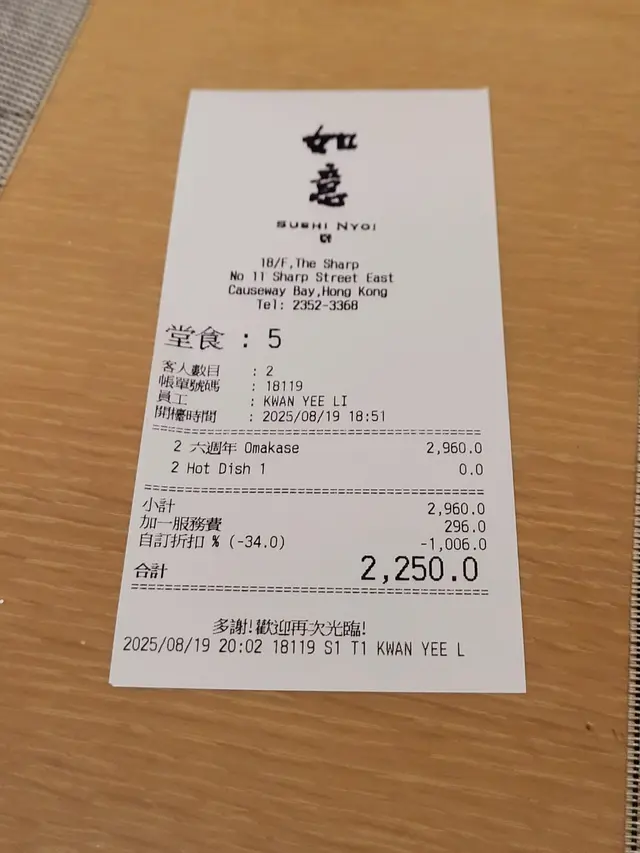 如
意
SUSHI NYOI
18/F,The Sharp
No 11 Sharp Street East
Causeway Bay,Hong Kong
Tel: 2352-3368
堂食 : 5
客人數目 : 2
帳單號碼 : 18119
員工 : KWAN YEE LI
開檯時間 : 2025/08/19 18:51
2 六週年 Omakase 2,960.0
2 Hot Dish 1 0.0
小計 2,960.0
加一服務費 296.0
自訂折扣 % (-34.0) -1,006.0
合計 2,250.0
多謝!歡迎再次光臨!
2025/08/19 20:02 18119 S1 T1 KWAN YEE L